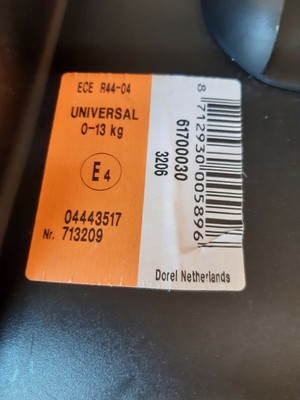 ECE R44-04
UNIVERSAL
0-13 kg
E4
04443517
Nr. 713209
61700030
3206
8 712930 005896
Dorel Netherlands